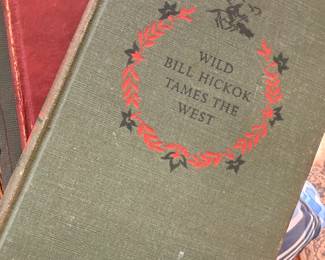 WILD
BILL HICKOK
TAMES THE
WEST